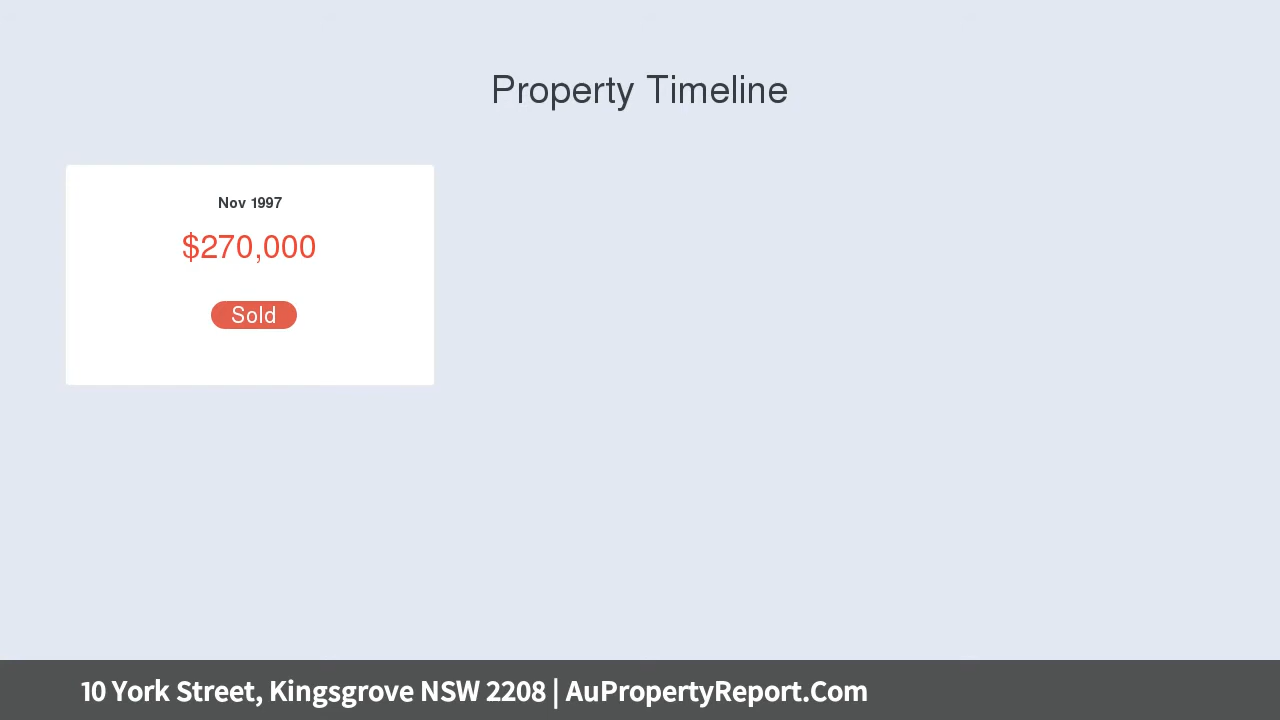 Property Timeline
Nov 1997
$270,000
Sold
10 York Street, Kingsgrove NSW 2208 | AuPropertyReport.Com